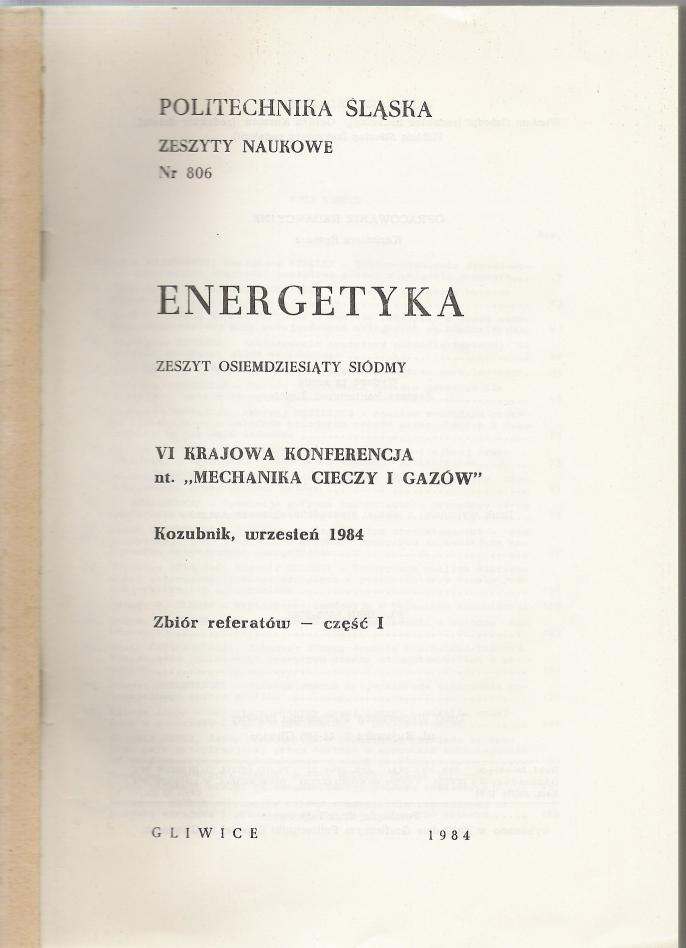 POLITECHNIKA ŚLĄSKA
ZESZYTY NAUKOWE
Nr 806
ENERGETYKA
ZESZYT OSIEMDZIESIĄTY SIÓDMY
VI KRAJOWA KONFERENCJA
nt. „MECHANIKA CIECZY I GAZÓW”
Kozubnik, wrzesień 1984
Zbiór referatów – część I
GLIWICE 1984